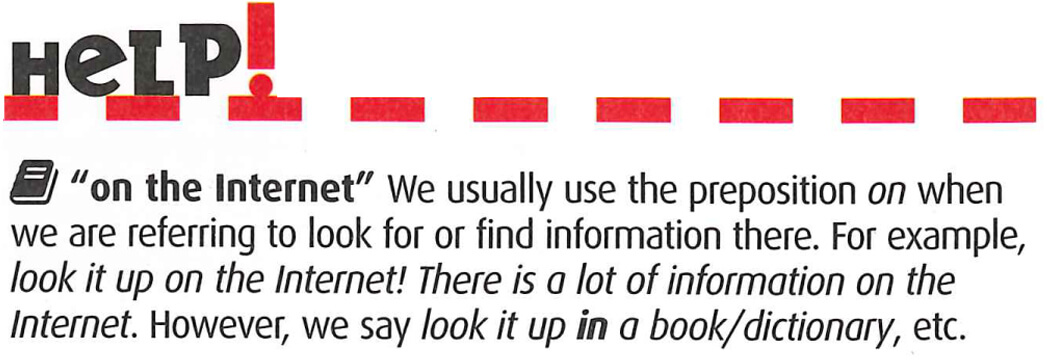 HeLP!
"on the Internet" We usually use the preposition on when
we are referring to look for or find information there. For example,
look it up on the Internet! There is a lot of information on the
Internet. However, we say look it up in a book/dictionary, etc.